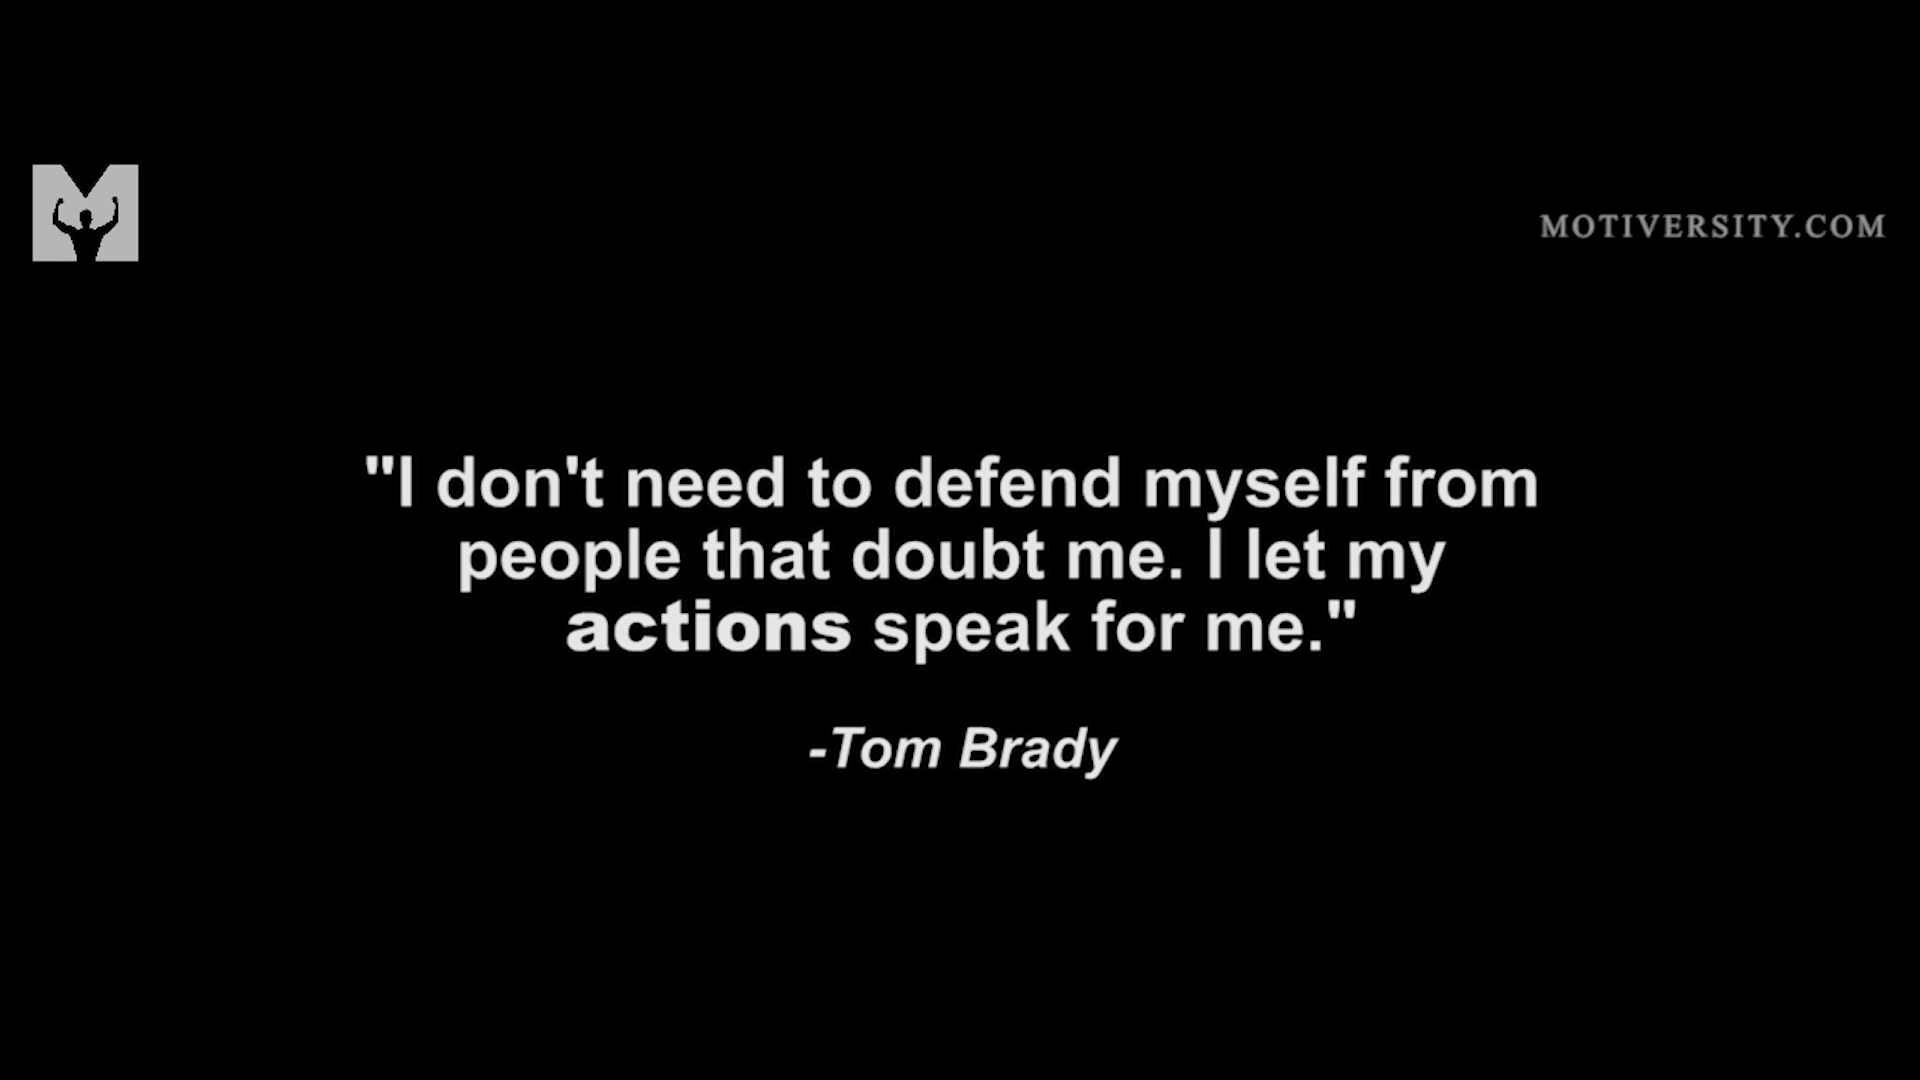 MOTIVERSITY.COM
"I don't need to defend myself from
people that doubt me. I let my
actions speak for me."
-Tom Brady